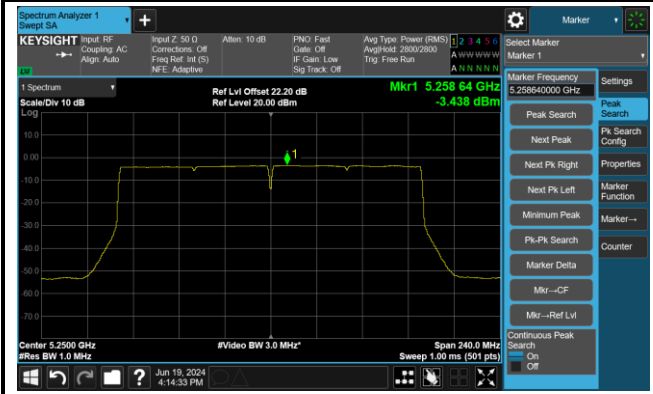 Spectrum Analyzer 1
Swept SA
Marker
KEYSIGHT
Input: RF
Coupling: AC
Align: Auto
Input Z: 50 Ω
Corrections: Off
Freq Ref: Int (S)
NFE: Adaptive
Atten: 10 dB
PNO: Fast
Gate: Off
IF Gain: Low
Sig Track: Off
Avg Type: Power (RMS)
Avg|Hold: 2800/2800
Trig: Free Run
1 2 3 4 5 6
A W W W W W
A N N N N N
Select Marker
Marker 1
1 Spectrum
Scale/Div 10 dB
Log
Ref Lvl Offset 22.20 dB
Ref Level 20.00 dBm
Mkr1 5.258 64 GHz
-3.438 dBm
10.0
0.00
-10.0
-20.0
-30.0
-40.0
-50.0
-60.0
-70.0
1
Center 5.2500 GHz
#Res BW 1.0 MHz
#Video BW 3.0 MHz*
Span 240.0 MHz
Sweep 1.00 ms (501 pts)
Marker Frequency
5.258640000 GHz
Peak Search
Next Peak
Next Pk Right
Next Pk Left
Minimum Peak
Pk-Pk Search
Marker Delta
Mkr→CF
Mkr→Ref Lvl
Continuous Peak
Search
On
Off
Settings
Peak
Search
Pk Search
Config
Properties
Marker
Function
Marker→
Counter
?
Jun 19, 2024
4:14:33 PM